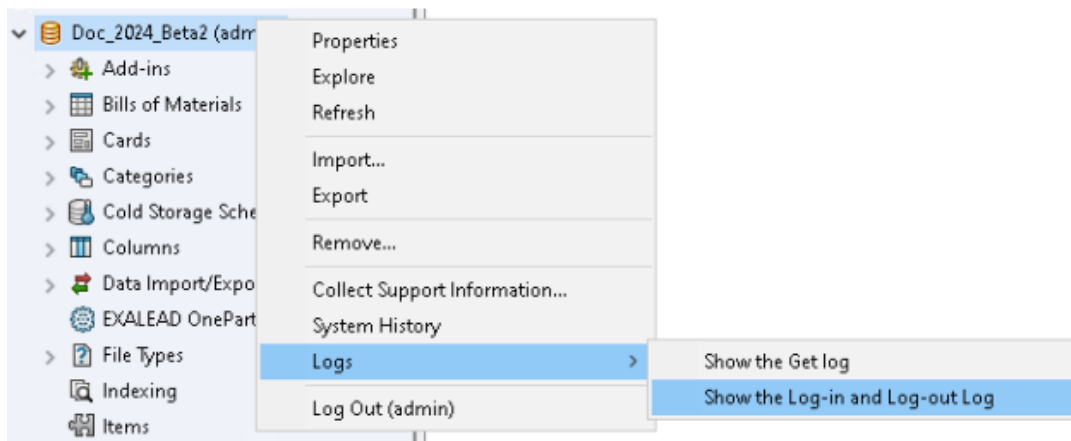 Doc_2024_Beta2 (adm
Add-ins
Bills of Materials
Cards
Categories
Cold Storage Sche
Columns
Data Import/Expo
EXALEAD OnePart
File Types
Indexing
Items
Properties
Explore
Refresh
Import...
Export
Remove...
Collect Support Information...
System History
Logs
Log Out (admin)
Show the Get log
Show the Log-in and Log-out Log